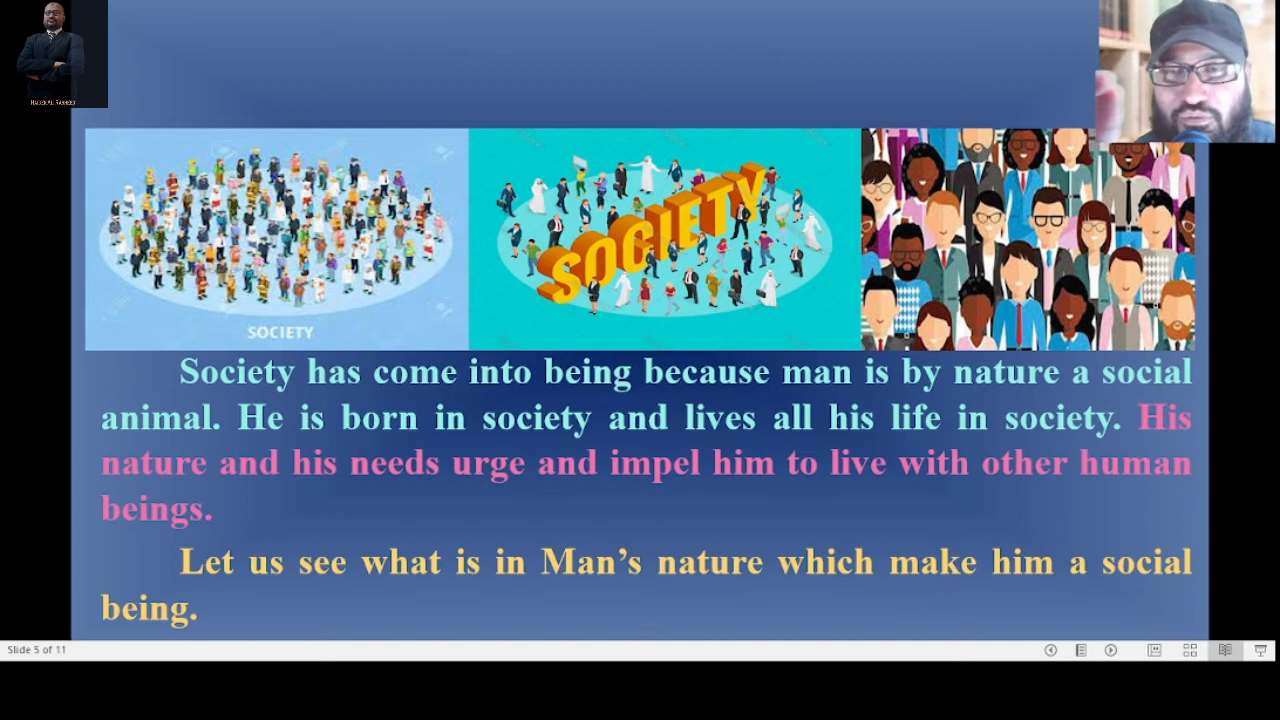 SOCIETY
SOCIETY
Society has come into being because man is by nature a social
animal. He is born in society and lives all his life in society. His
nature and his needs urge and impel him to live with other human
beings.
Let us see what is in Man’s nature which make him a social
being.
Slide 5 of 11